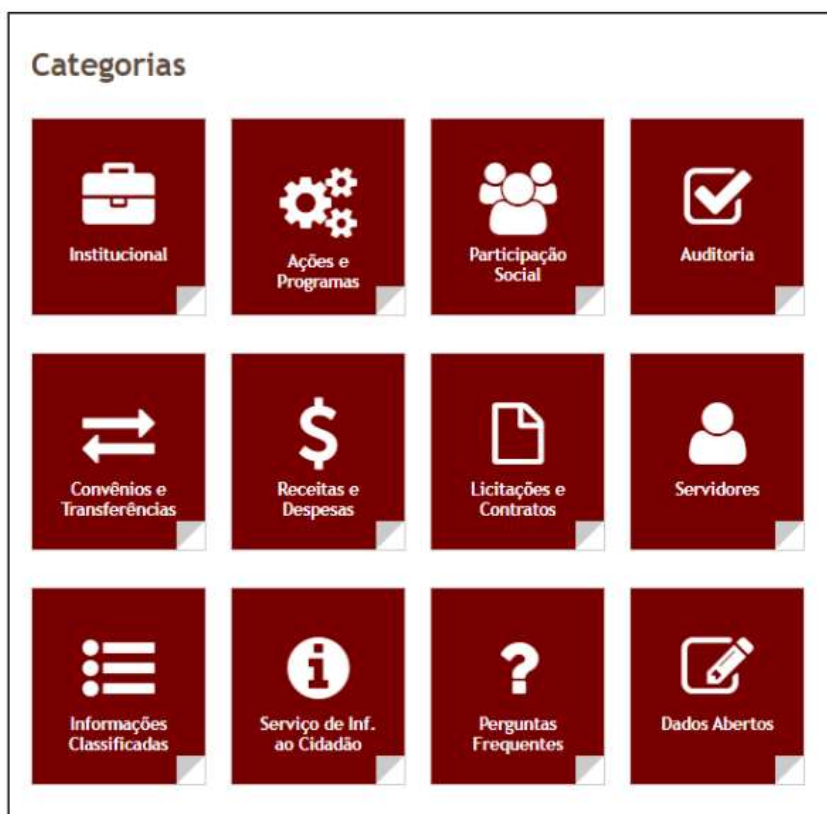 Categorias
Institucional
Ações e
Programas
Participação
Social
Auditoria
Convênios e
Transferências
Receitas e
Despesas
Licitações e
Contratos
Servidores
Informações
Classificadas
Serviço de Inf.
ao Cidadão
Perguntas
Frequentes
Dados Abertos